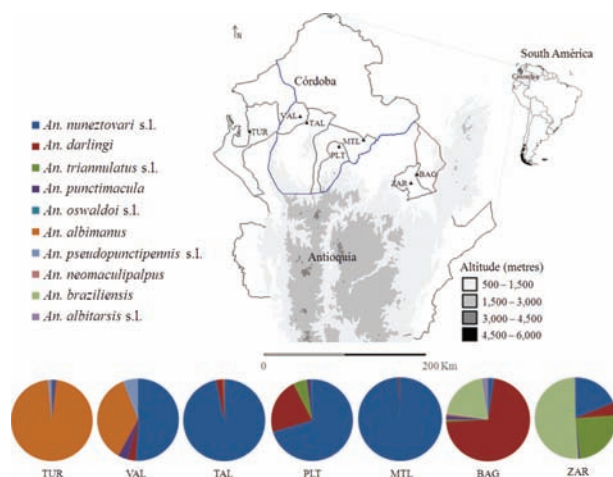 N
South América
Colombia
Córdoba
An. nuneztovari s.l.
An. darlingi
An. triannulatus s.l.
An. punctimacula
An. oswaldoi s.l.
An. albimanus
An. pseudopunctipennis s.l.
An. neomaculipalpus
An. braziliensis
An. albitarsis s.l.
VAL
TAL
TUR
MTL
PLT
BAG
ZAR
Antioquia
Altitude (metres)
500 – 1,500
1,500 – 3,000
3,000 – 4,500
4,500 – 6,000
0 200 Km
TUR VAL TAL PLT MTL BAG ZAR